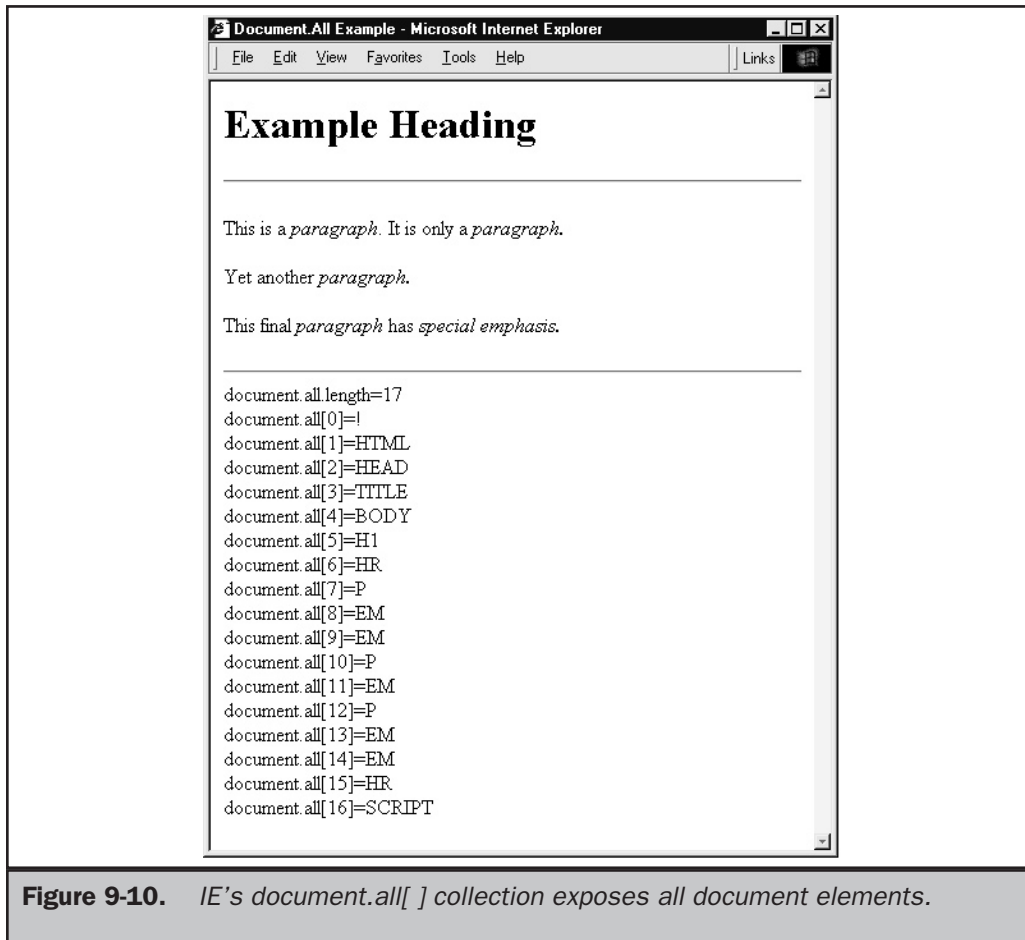 Document.All Example - Microsoft Internet Explorer
File Edit View Favorites Tools Help Links
Example Heading
This is a paragraph. It is only a paragraph.
Yet another paragraph.
This final paragraph has special emphasis.
document.all.length=17
document.all[0]=!
document.all[1]=HTML
document.all[2]=HEAD
document.all[3]=TITLE
document.all[4]=BODY
document.all[5]=H1
document.all[6]=HR
document.all[7]=P
document.all[8]=EM
document.all[9]=EM
document.all[10]=P
document.all[11]=EM
document.all[12]=P
document.all[13]=EM
document.all[14]=EM
document.all[15]=HR
document.all[16]=SCRIPT
Figure 9-10. IE's document.all[ ] collection exposes all document elements.